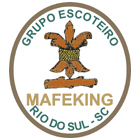 GRUPO ESCOTEIRO
MAFEKING
RIO DO SUL - SC